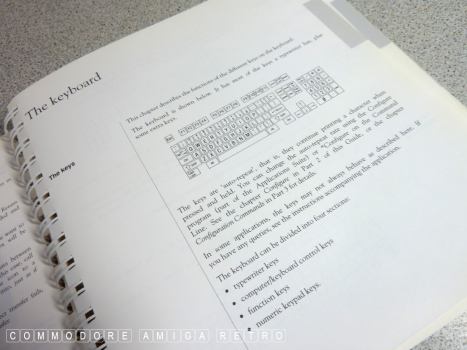 The keyboard
This chapter describes the functions of the different keys on the keyboard.
The keys
The keyboard is shown below. It has most of the keys a typewriter has, plus
some extra keys.
The keys are 'auto-repeat', that is, they continue printing a character when
pressed and held. You can change the auto-repeat rate using the Configure
program (part of the Applications Suite) or *Configure on the Command
Line. See the chapter Configure in Part 2 of this Guide, or the chapter
Configuration Commands in Part 3 for details.
In some applications, the keys may not always behave as described here. If
you have any queries, see the instructions accompanying the application.
The keyboard can be divided into four sections:
• typewriter keys
• computer/keyboard control keys
• function keys
• numeric keypad keys.
COMMODORE AMIGA RETRO